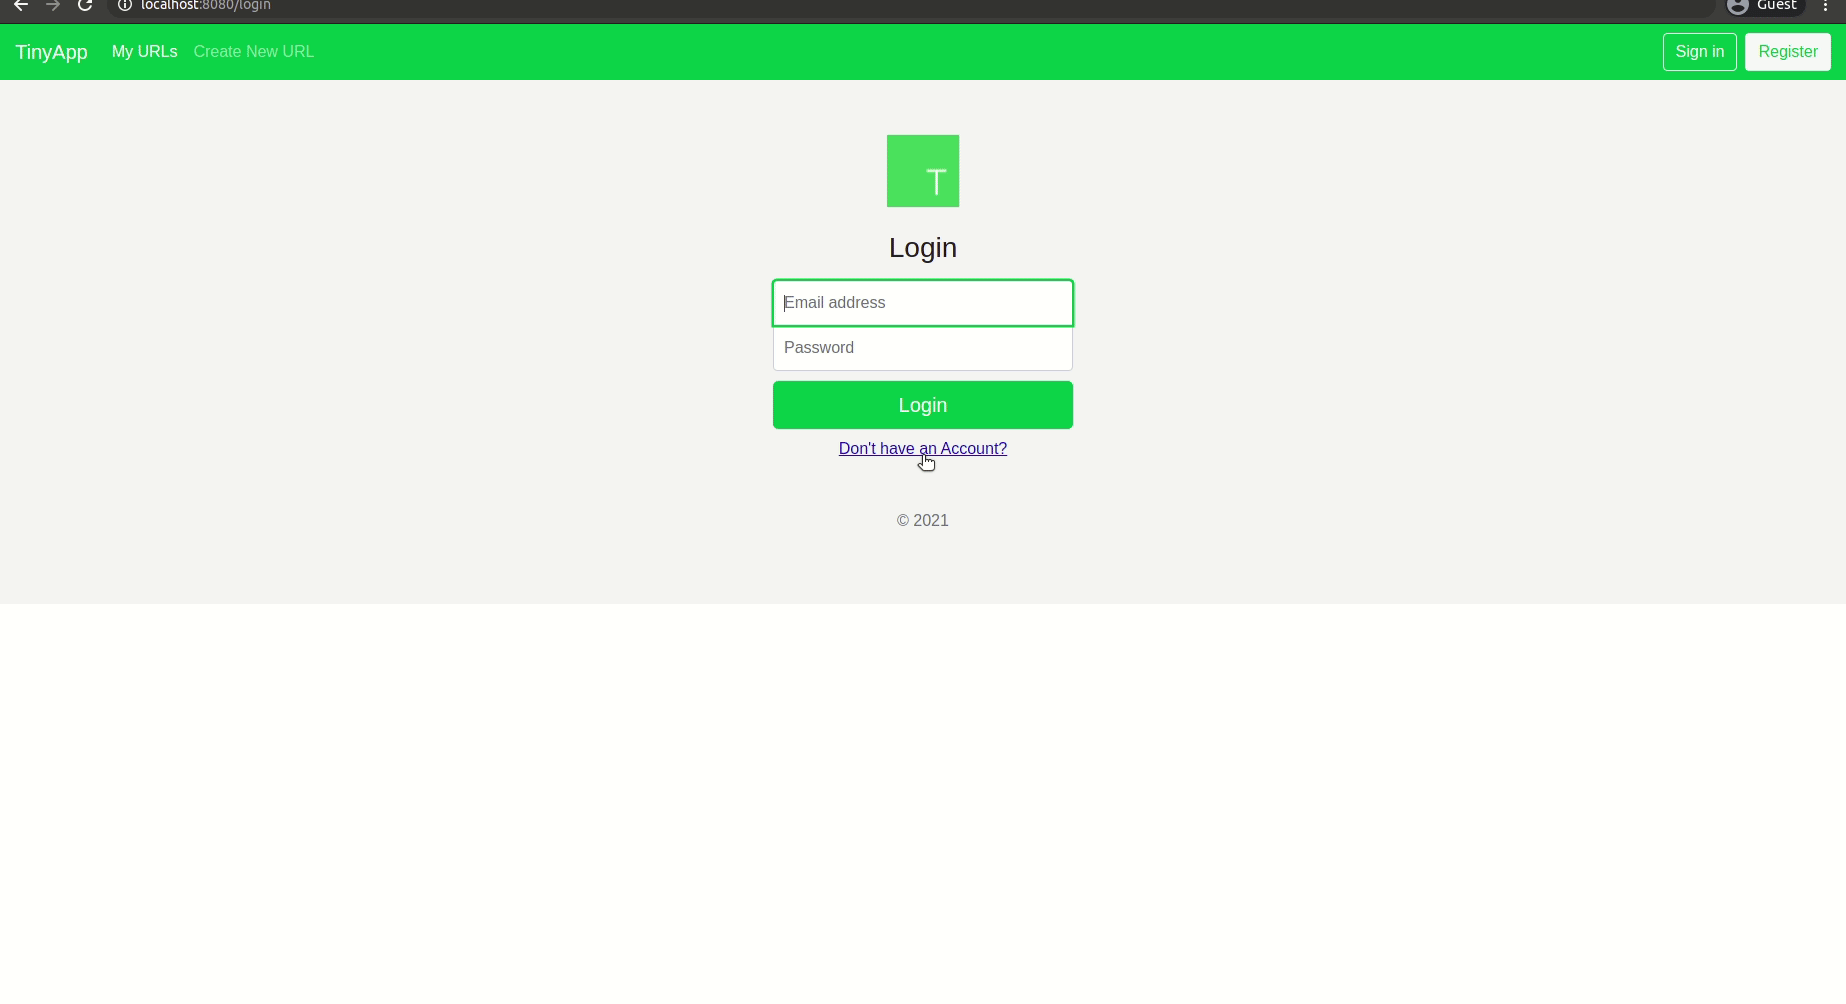 localhost:8080/login
Guest
TinyApp My URLs Create New URL Sign in Register
T
Login
Email address
Password
Login
Don't have an Account?
© 2021